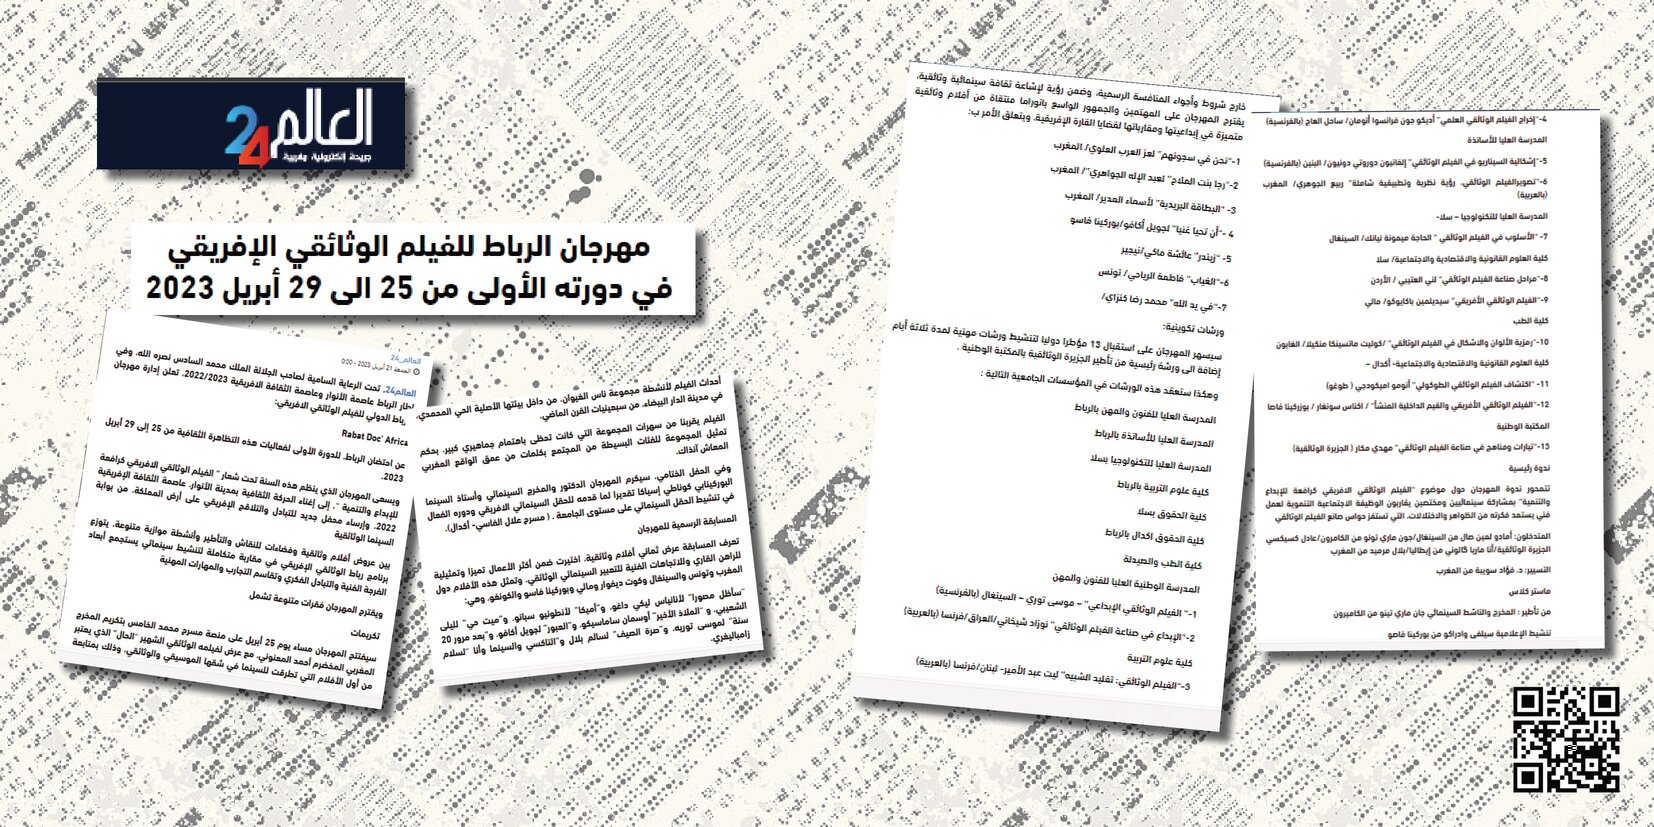 العالم
24
جريدة إلكترونية مغربية
مهرجان الرباط للفيلم الوثائقي الإفريقي
في دورته الأولى من 25 الى 29 أبريل 2023
العالم_24
الجمعة 21 أبريل 2023 - 0:00
العالم24، تحت الرعاية السامية لصاحب الجلالة الملك محمد السادس نصره الله، وفي
إطار الرباط عاصمة الأنوار وعاصمة الثقافة الافريقية 2022/2023، تعلن إدارة مهرجان
رباط الدولي للفيلم الوثائقي الافريقي:
Rabat Doc' Africa
عن احتضان الرباط، للدورة الأولى لفعاليات هذه التظاهرة الثقافية من 25 إلى 29 أبريل
2023.
ويسعى المهرجان الذي ينظم هذه السنة تحت شعار " الفيلم الوثائقي الافريقي كرافعة
للإبداع والتنمية "، إلى إغناء الحركة الثقافية بمدينة الأنوار، عاصمة الثقافة الإفريقية
2022، وإرساء محفل جديد للتبادل والتلاقح الإفريقي على أرض المملكة، من بوابة
السينما الوثائقية
بين عروض أفلام وثائقية وفضاءات للنقاش والتأطير وأنشطة موازية متنوعة، يتوزع
برنامج رباط الوثائقي الإفريقي في مقاربة متكاملة لتنشيط سينمائي يستجمع أبعاد
الفرجة الفنية والتبادل الفكري وتقاسم التجارب والمهارات المهنية
ويقترح المهرجان فقرات متنوعة تشمل
تكريمات
سيفتتح المهرجان مساء يوم 25 أبريل على منصة مسرح محمد الخامس بتكريم المخرج
المغربي المخضرم أحمد المعنوني، مع عرض لفيلمه الوثائقي الشهير "الحال" الذي يعتبر
من أول الأفلام التي تطرقت للسينما في شقها الموسيقي والوثائقي، وذلك بمتابعة
أحداث الفيلم لأنشطة مجموعة ناس الغيوان، من داخل بيئتها الأصلية الحي المحمدي،
في مدينة الدار البيضاء، من سبعينيات القرن الماضي.
الفيلم يقربنا من سهرات المجموعة التي كانت تحظى باهتمام جماهيري كبير، بحكم
تمثيل المجموعة للفئات البسيطة من المجتمع بكلمات من عمق الواقع المغربي
المعاش آنذاك.
وفي الحفل الختامي، سيكرم المهرجان الدكتور والمخرج السينمائي وأستاذ السينما
البوركينابي كوناطي إسياكا تقديرا لما قدمه للحقل السينمائي الافريقي ودوره الفعال
في تنشيط الحقل السينمائي على مستوى الجامعة. ( مسرح علال الفاسي- أكدال).
المسابقة الرسمية للمهرجان
تعرف المسابقة عرض ثماني أفلام وثائقية، اختيرت ضمن أكثر الأعمال تميزا وتمثيلية
للراهن القاري وللاتجاهات الفنية للتعبير السينمائي الوثائقي. وتمثل هذه الأفلام دول
المغرب وتونس والسينغال وكوت ديفوار ومالي وبوركينا فاسو والكونغو، وهي:
"سأظل مصورا" لأناتياس ليكي داغو، و"أميكا" لأنطونيو سبانو، و"ميت حي" لليلى
الشعيبي، و "الملاذ الأخير" أوسمان ساماسيكو، و"العبور" لجويل أكافو، و"بعد مرور 20
سنة" لموسى توريه، و"صرة الصيف" لسالم بلال و"التاكسي والسينما وأنا "لسلام
زامباليغري.
خارج شروط وأجواء المنافسة الرسمية، وضمن رؤية لإشاعة ثقافة سينمائية وثائقية،
يقترح المهرجان على المهتمين والجمهور الواسع بانوراما منتقاة من أفلام وثائقية
متميزة في إبداعيتها ومقارباتها لقضايا القارة الإفريقية، ويتعلق الأمر ب:
1-"نحن في سجونهم" لعز العرب العلوي/ المغرب
2-"رجا بنت الملاح" لعبد الإله الجواهري"/ المغرب
3- "البطاقة البريدية" لأسماء المدير/ المغرب
4 -"أن تحيا غنيا" لجويل أكافو/بوركينا فاسو
5- "زيندر" عائشة ماكي/نيجير
6-"الغياب" فاطمة الرياحي/ تونس
7-"في يد الله" محمد رضا كنزاي/
ورشات تكوينية:
سيسهر المهرجان على استقبال 13 مؤطرا دوليا لتنشيط ورشات مهنية لمدة ثلاثة أيام
إضافة الى ورشة رئيسية من تأطير الجزيرة الوثائقية بالمكتبة الوطنية .
وهكذا ستعقد هذه الورشات في المؤسسات الجامعية التالية :
المدرسة العليا للفنون والمهن بالرباط
المدرسة العليا للأساتذة بالرباط
المدرسة العليا للتكنولوجيا بسلا
كلية علوم التربية بالرباط
كلية الحقوق بسلا
كلية الحقوق اكدال بالرباط
كلية الطب والصيدلة
المدرسة الوطنية العليا للفنون والمهن
1-" الفيلم الوثائقي الإبداعي" – موسى توري – السينغال (بالفرنسية)
2-"الإبداع في صناعة الفيلم الوثائقي" نوزاد شيخاني/العراق/فرنسا (بالعربية)
كلية علوم التربية
3-"الفيلم الوثائقي: تقليد الشبيه" ليت عبد الأمير- لبنان/فرنسا (بالعربية)
4-"إخراج الفيلم الوثائقي العلمي" أديكو جون فرانسوا أنومان/ ساحل العاج (بالفرنسية)
المدرسة العليا للأساتذة
5-"إشكالية السيناريو في الفيلم الوثائقي" إلفانيون دوروتي دونيون/ البنين (بالفرنسية)
6-"تصويرالفيلم الوثائقي، رؤية نظرية وتطبيقية شاملة" ربيع الجوهري/ المغرب
(بالعربية)
المدرسة العليا للتكنولوجيا – سلا-
7- "الأسلوب في الفيلم الوثائقي " الحاجة ميمونة نيانك/ السينغال
كلية العلوم القانونية والاقتصادية والاجتماعية/ سلا
8-"مراحل صناعة الفيلم الوثائقي" لني العتيبي / الأردن
9-"الفيلم الوثائقي الأفريقي" سيديلمين باكايوكو/ مالي
كلية الطب
10-"رمزية الألوان والاشكال في الفيلم الوثائقي" /كوليت ماتسينكا منكيلا/ الغابون
كلية العلوم القانونية والاقتصادية والاجتماعية- أكدال –
11-"اكتشاف الفيلم الوثائقي الطوكولي" أنومو اميكودجي ( طوغو)
12-"الفيلم الوثائقي الأفريقي والقيم الداخلية المنشأ" / اكناس سونغار / بوزركينا فاصا
المكتبة الوطنية
13-"تيارات ومناهج في صناعة الفيلم الوثائقي" مهدي مكار ( الجزيرة الوثائقية)
ندوة رئيسية
تتمحور ندوة المهرجان حول موضوع "الفيلم الوثائقي الافريقي كرافعة للإبداع
والتنمية" بمشاركة سينمائيين ومختصين يقاربون الوظيفة الاجتماعية التنموية لعمل
فني يستمد فكرته من الظواهر والاختلالات، التي تستفز حواس صانع الفيلم الوثائقي
المتدخلون: أمادو لمين صال من السينغال/جون ماري تونو من الكامرون/عادل كسيكسي
الجزيرة الوثائقية/أنا ماريا گالوني من إيطاليا/بلال مرميد من المغرب
التسيير: د. فؤاد سويبة من المغرب
ماستر كلاس
من تأطير : المخرج والناشط السينمائي جان ماري تينو من الكاميرون
تنشيط الإعلامية سيلفي وادراكو من بوركينا فاصو